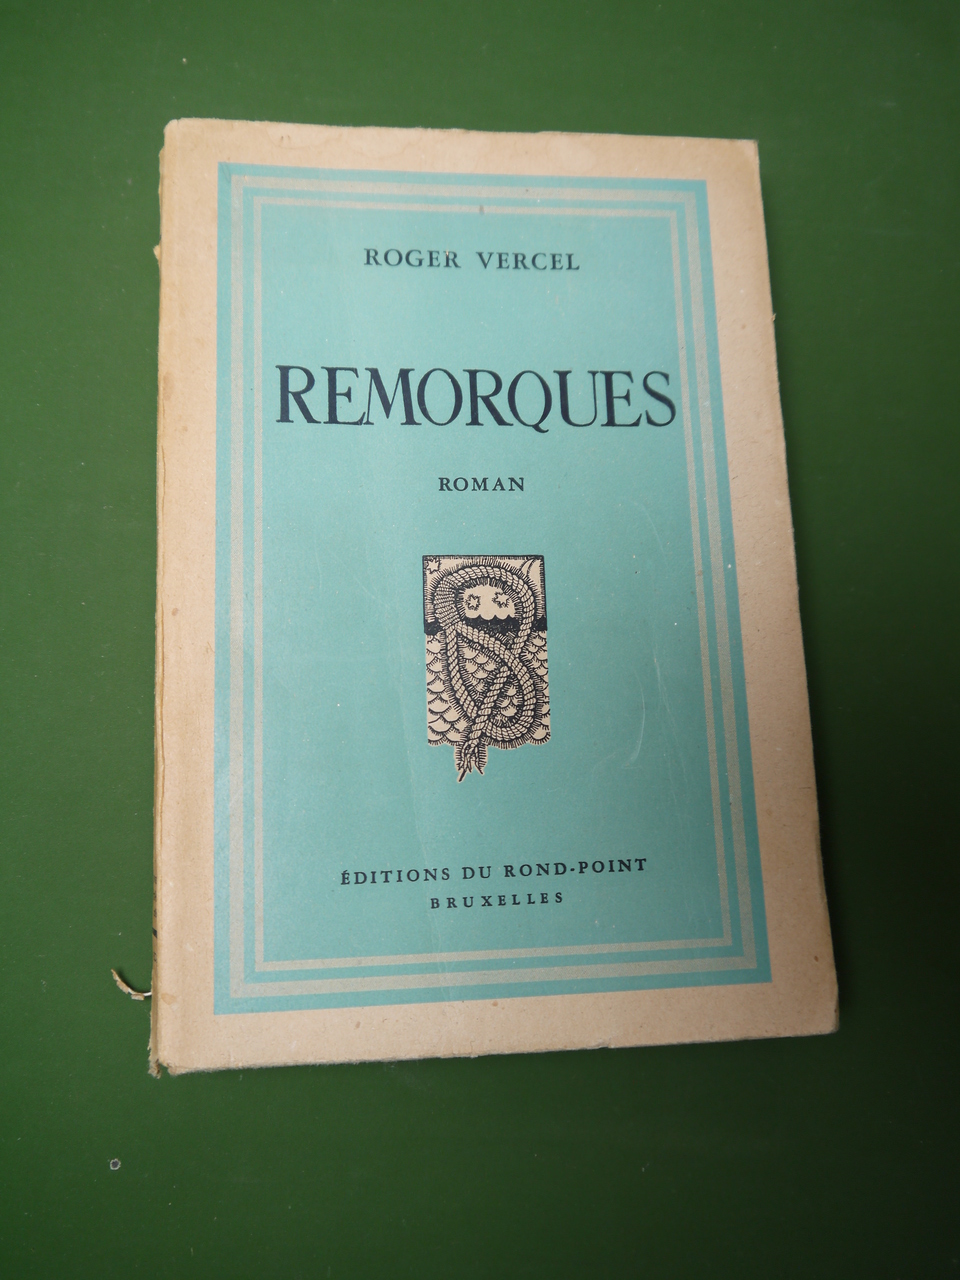 ROGER VERCEL
REMORQUES
ROMAN
ÉDITIONS DU ROND-POINT
BRUXELLES